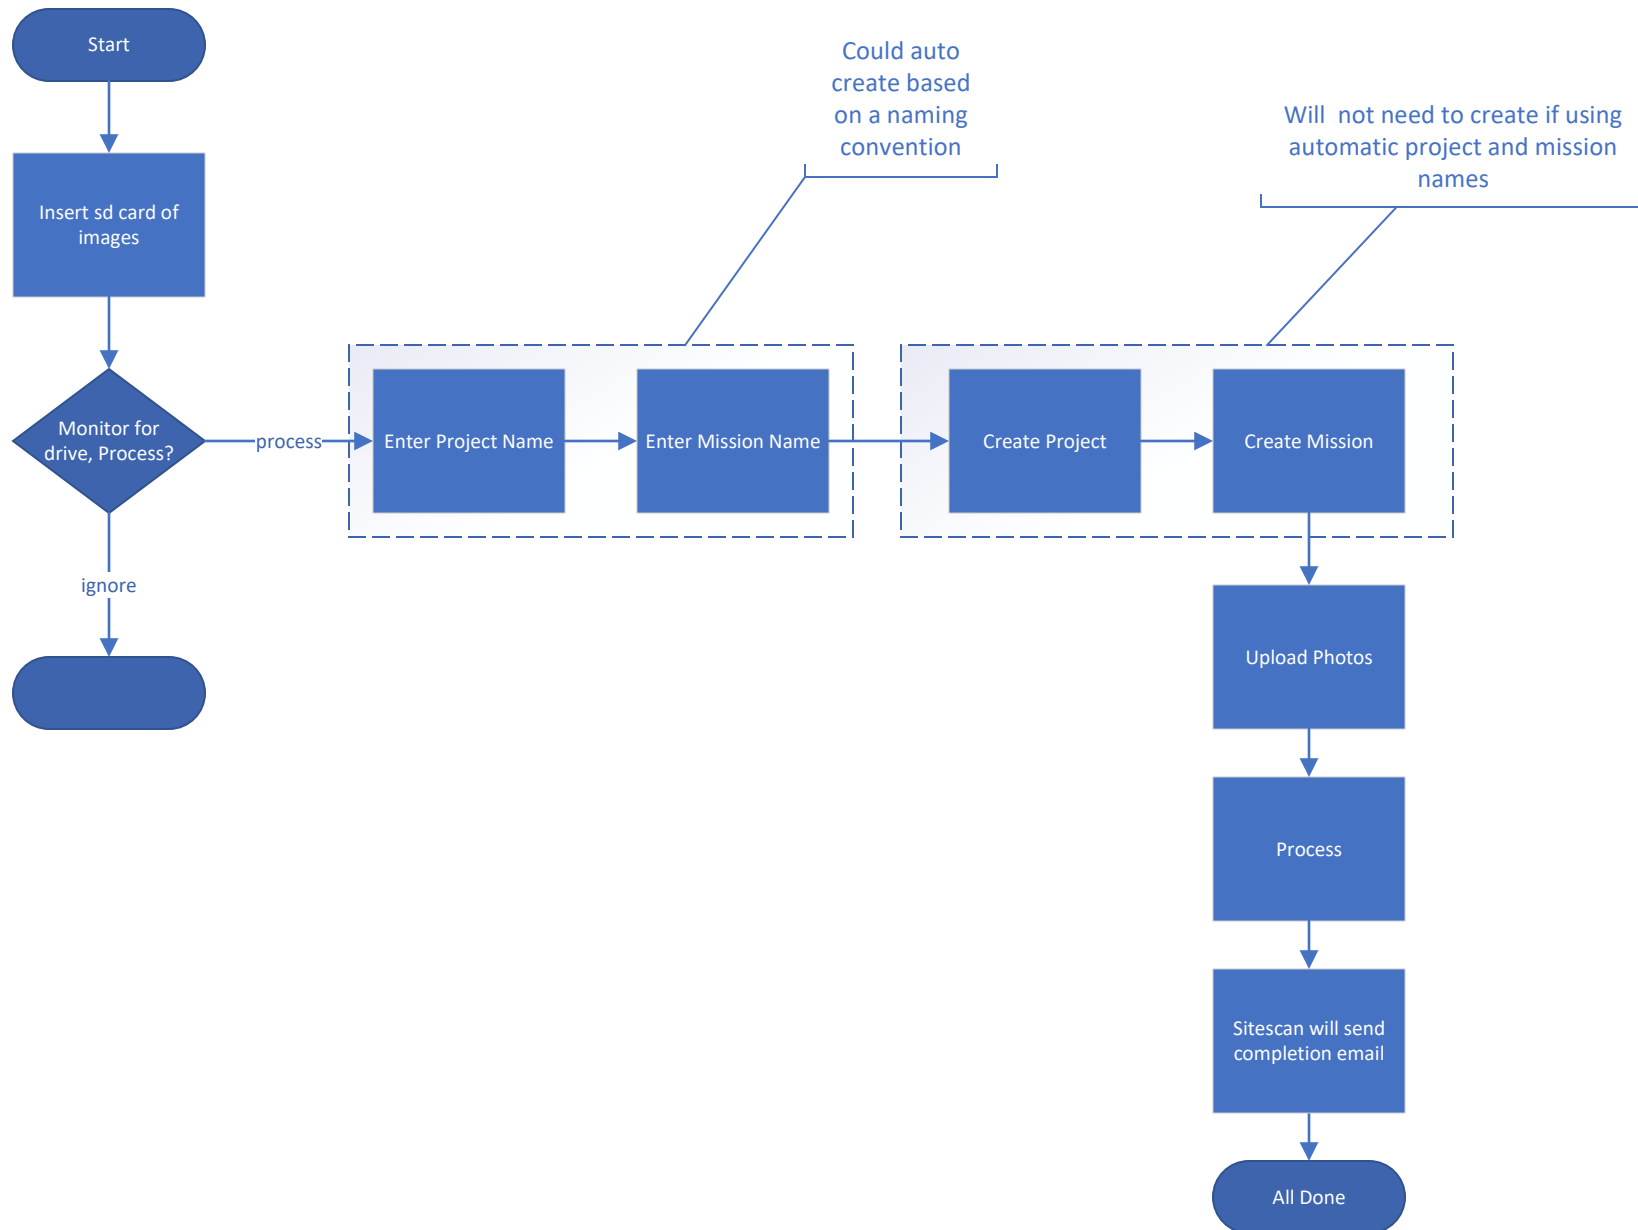 Start
Could auto
create based
on a naming
convention
Will  not need to create if using
automatic project and mission
names
Insert sd card of
images
Monitor for
drive, Process?
process
Enter Project Name
Enter Mission Name
Create Project
Create Mission
ignore
Upload Photos
Process
Sitescan will send
completion email
All Done